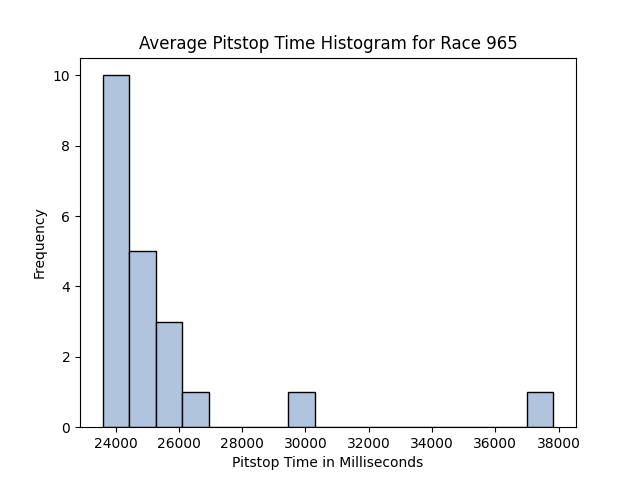 Average Pitstop Time Histogram for Race 965
Frequency
10
8
6
4
2
0
24000 26000 28000 30000 32000 34000 36000 38000
Pitstop Time in Milliseconds